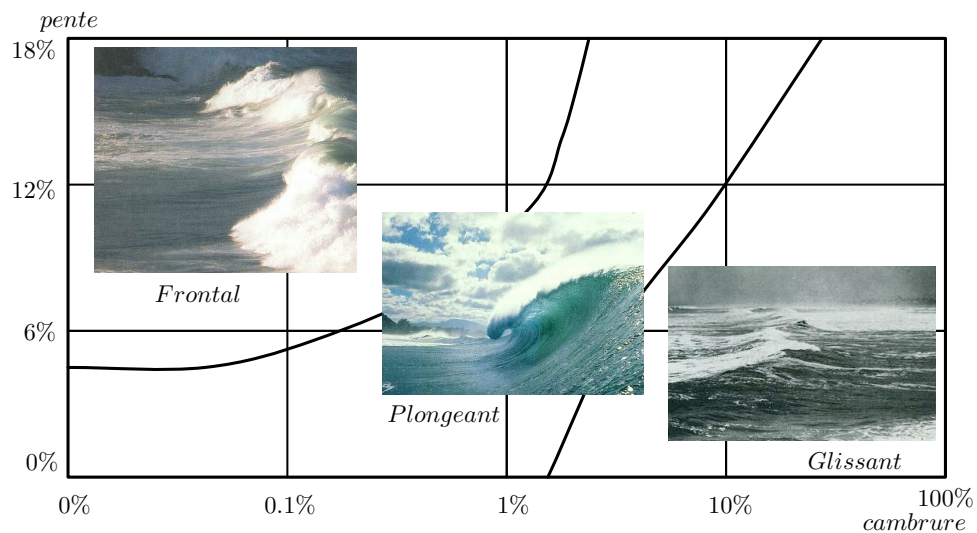 pente
18%
12%
Frontal
6%
Plongeant
0%
Glissant
0%
0.1%
1%
10%
100%
cambrure